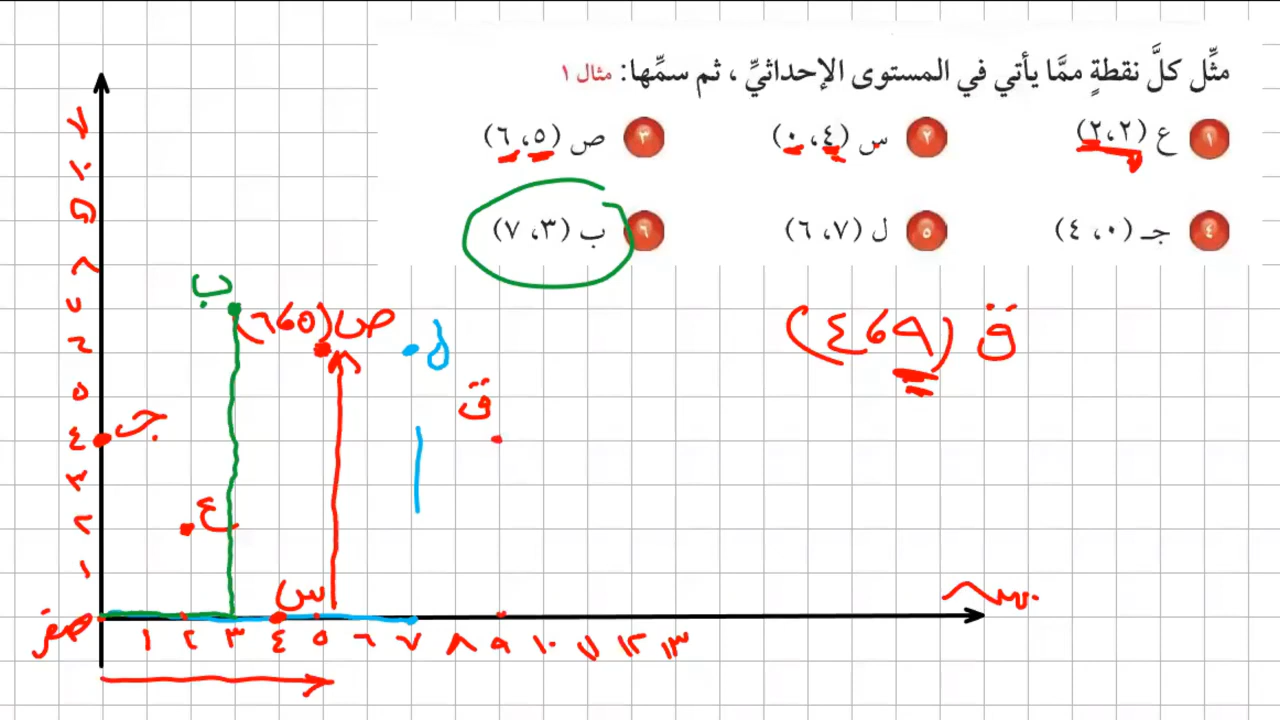 مثِّل كلَّ نقطةٍ ممَّا يأتي في المستوى الإحداثيِّ ، ثم سمِّها: مثال ١
١ ع (٢، ٢) ٢ س (٤، ٠) ٣ ص (٥، ٦)
٤ جـ (٠، ٤) ٥ ل (٧، ٦) ٦ ب (٣، ٧)
ق (٩، ٤)
ب
ص (٥، ٦)
ل
ق
جـ
ع
س
١٠
٩
٨
٧
٦
٥
٤
٣
٢
١
صفر
١ ٢ ٣ ٤ ٥ ٦ ٧ ٨ ٩ ١٠ ١١ ١٢ ١٣